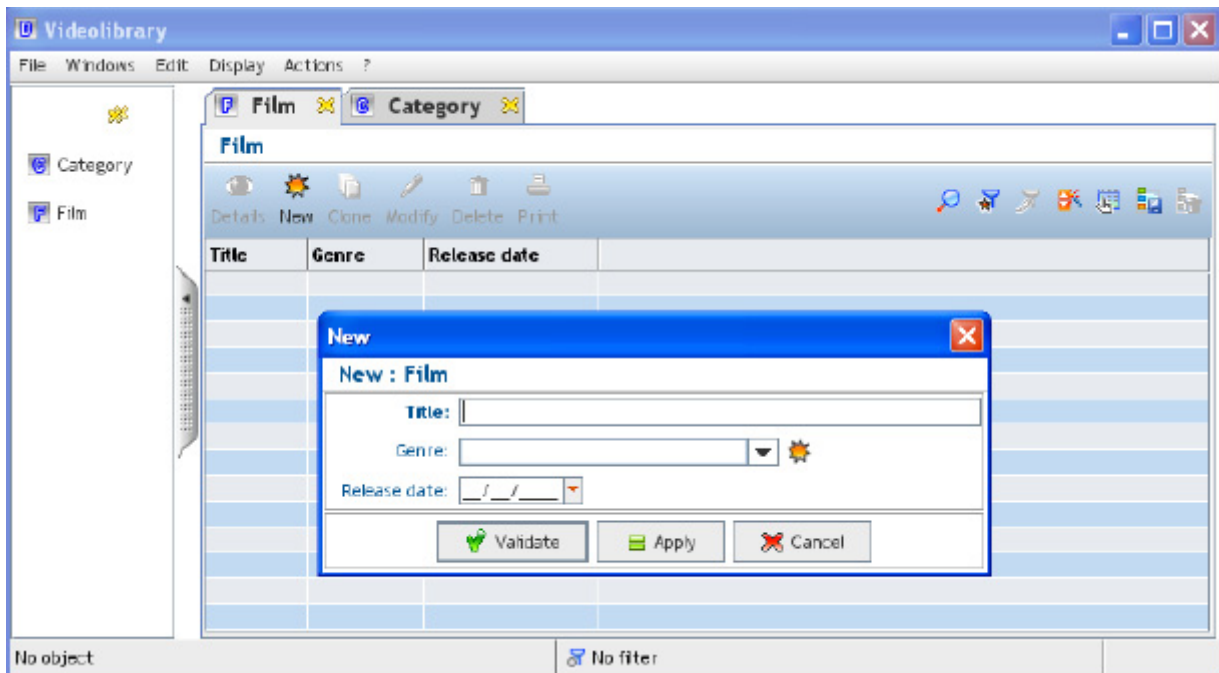 Videolibrary
File Windows Edit Display Actions ?
Film Category
Category
Film
Film
Details New Clone Modify Delete Print
Title Genre Release date
New
New : Film
Title:
Genre:
Release date: __/__/____
Validate Apply Cancel
No object No filter